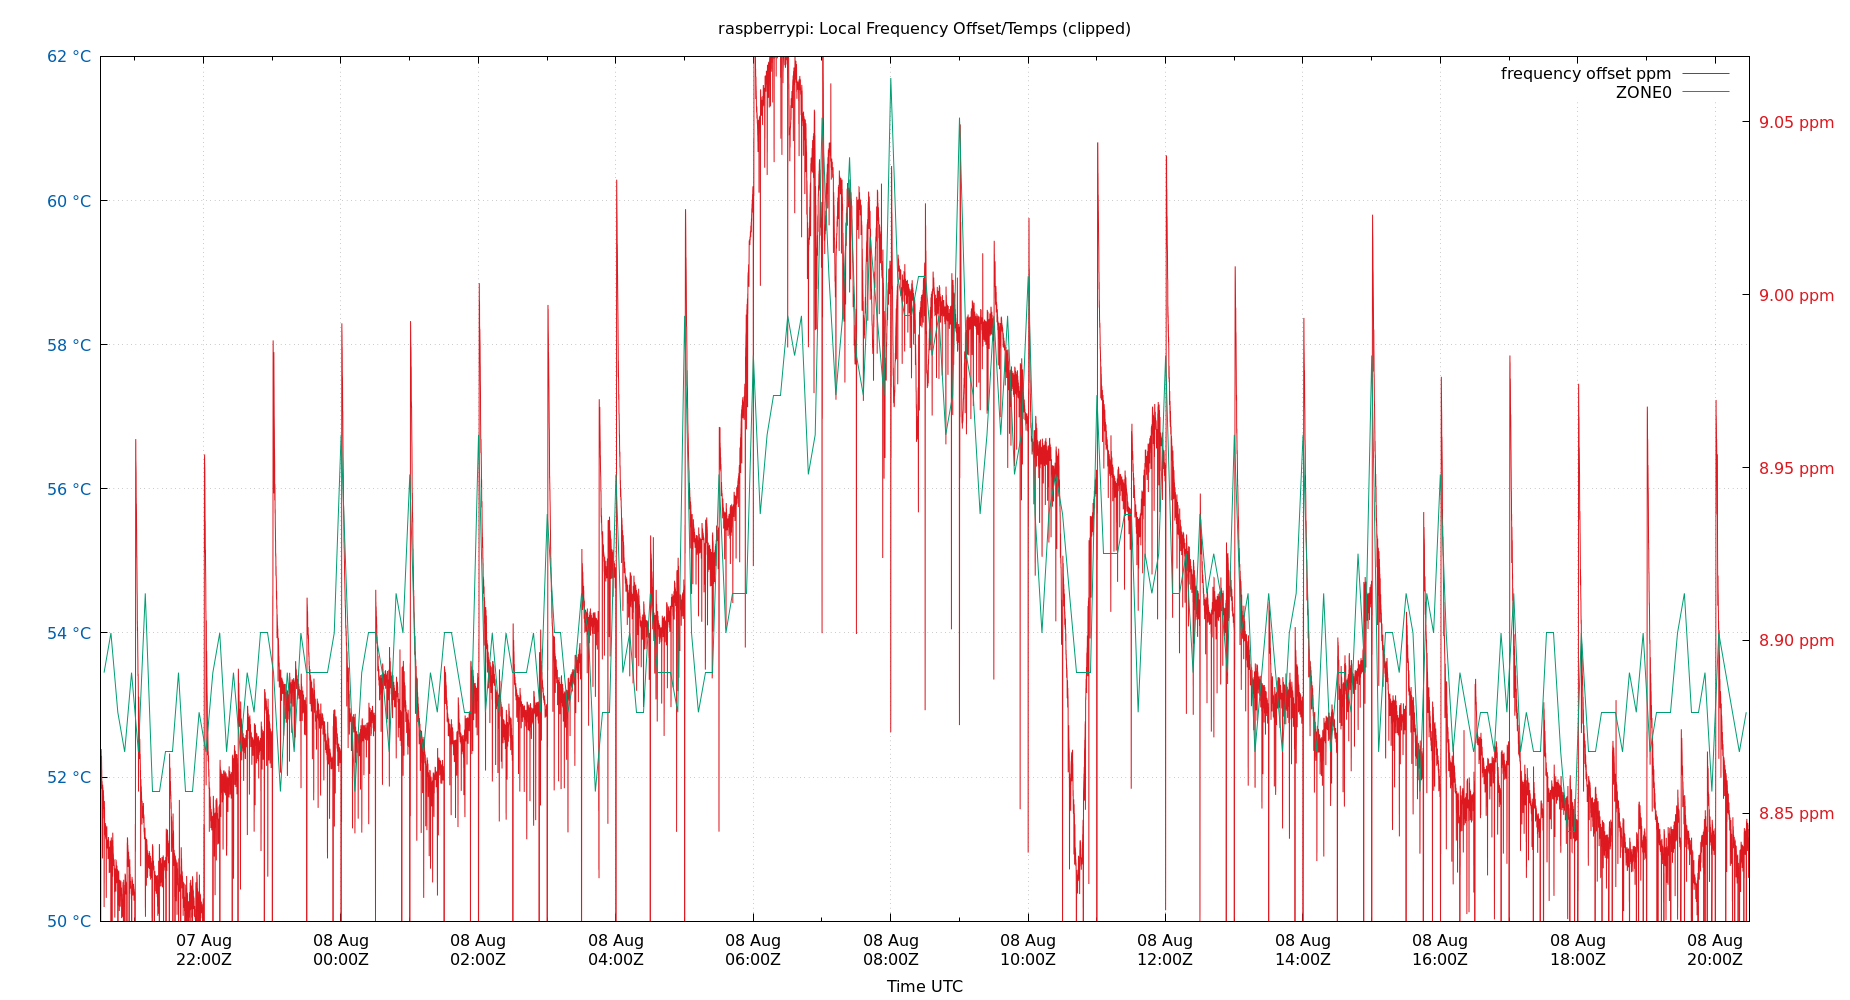 raspberrypi: Local Frequency Offset/Temps (clipped)
frequency offset ppm
ZONE0
62 °C
60 °C
58 °C
56 °C
54 °C
52 °C
50 °C
9.05 ppm
9.00 ppm
8.95 ppm
8.90 ppm
8.85 ppm
07 Aug
22:00Z
08 Aug
00:00Z
08 Aug
02:00Z
08 Aug
04:00Z
08 Aug
06:00Z
08 Aug
08:00Z
08 Aug
10:00Z
08 Aug
12:00Z
08 Aug
14:00Z
08 Aug
16:00Z
08 Aug
18:00Z
08 Aug
20:00Z
Time UTC